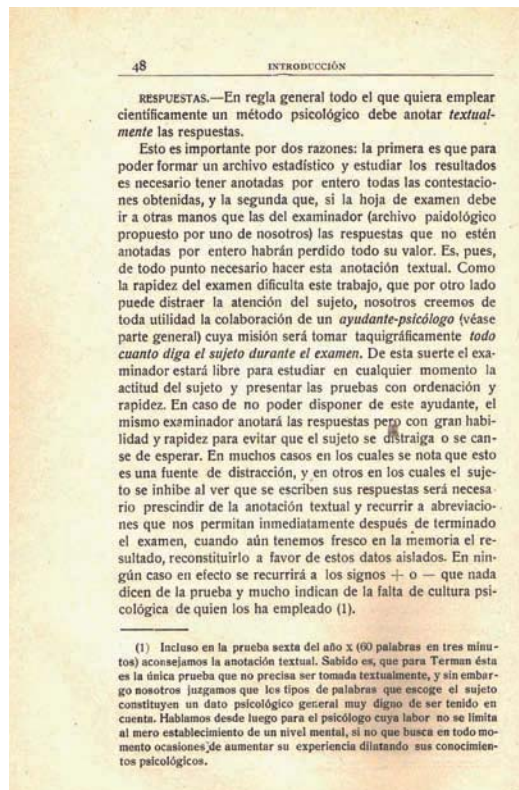 48 INTRODUCCIÓN
RESPUESTAS.—En regla general todo el que quiera emplear
científicamente un método psicológico debe anotar textual-
mente las respuestas.
Esto es importante por dos razones: la primera es que para
poder formar un archivo estadístico y estudiar los resultados
es necesario tener anotadas por entero todas las contestacio-
nes obtenidas, y la segunda que, si la hoja de examen debe
ir a otras manos que las del examinador (archivo paidológico
propuesto por uno de nosotros) las respuestas que no estén
anotadas por entero habrán perdido todo su valor. Es, pues,
de todo punto necesario hacer esta anotación textual. Como
la rapidez del examen dificulta este trabajo, que por otro lado
puede distraer la atención del sujeto, nosotros creemos de
toda utilidad la colaboración de un ayudante-psicólogo (véase
parte general) cuya misión será tomar taquigráficamente todo
cuanto diga el sujeto durante el examen. De esta suerte el exa-
minador estará libre para estudiar en cualquier momento la
actitud del sujeto y presentar las pruebas con ordenación y
rapidez. En caso de no poder disponer de este ayudante, el
mismo examinador anotará las respuestas pero con gran habi-
lidad y rapidez para evitar que el sujeto se distraiga o se can-
se de esperar. En muchos casos en los cuales se nota que esto
es una fuente de distracción, y en otros en los cuales el suje-
to se inhibe al ver que se escriben sus respuestas será necesa-
rio prescindir de la anotación textual y recurrir a abreviacio-
nes que nos permitan inmediatamente después de terminado
el examen, cuando aún tenemos fresco en la memoria el re-
sultado, reconstituirlo a favor de estos datos aislados. En nin-
gún caso en efecto se recurrirá a los signos + o — que nada
dicen de la prueba y mucho indican de la falta de cultura psi-
cológica de quien los ha empleado (1).
(1) Incluso en la prueba sexta del año x (60 palabras en tres minu-
tos) aconsejamos la anotación textual. Sabido es, que para Terman ésta
es la única prueba que no precisa ser tomada textualmente, y sin embar-
go nosotros juzgamos que los tipos de palabras que escoge el sujeto
constituyen un dato psicológico general muy digno de ser tenido en
cuenta. Hablamos desde luego para el psicólogo cuya labor no se limita
al mero establecimiento de un nivel mental, si no que busca en todo mo-
mento ocasiones de aumentar su experiencia dilatando sus conocimien-
tos psicológicos.